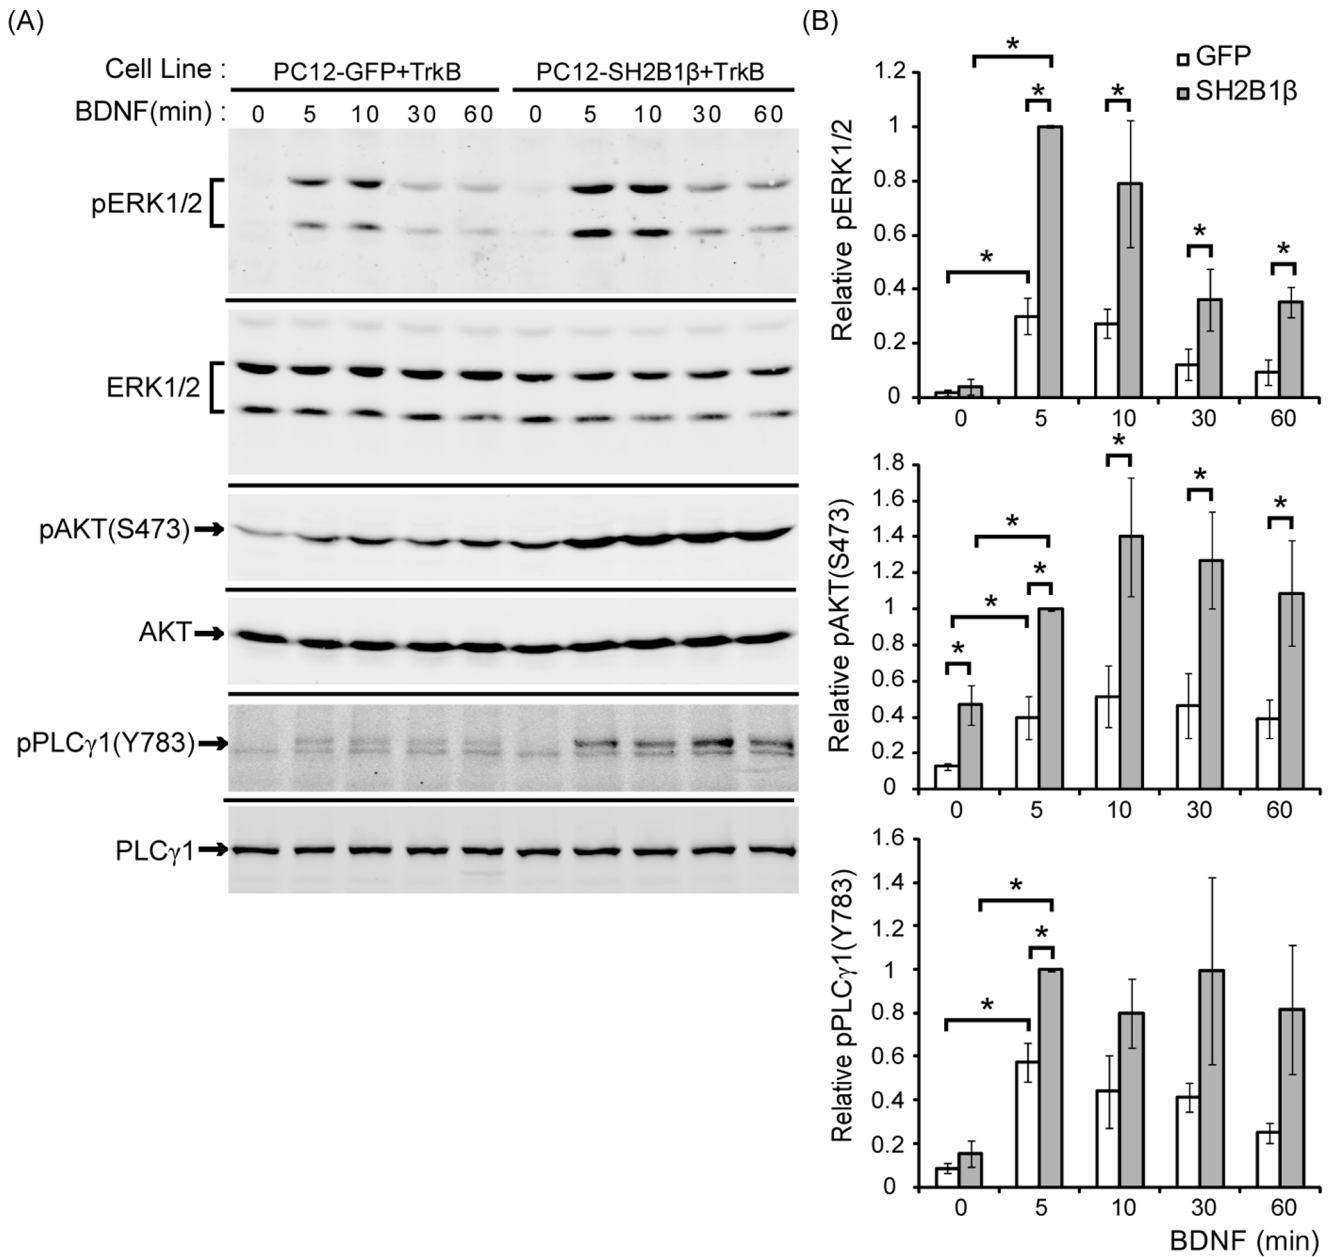 (A)
Cell Line : PC12-GFP+TrkB PC12-SH2B1β+TrkB
BDNF(min) : 0 5 10 30 60 0 5 10 30 60
pERK1/2
ERK1/2
pAKT(S473)
AKT
pPLCγ1(Y783)
PLCγ1
(B)
GFP
SH2B1β
Relative pERK1/2
1.2
1
0.8
0.6
0.4
0.2
0
* * * * * *
0 5 10 30 60
Relative pAKT(S473)
1.8
1.6
1.4
1.2
1
0.8
0.6
0.4
0.2
0
* * * * * * *
0 5 10 30 60
Relative pPLCγ1(Y783)
1.6
1.4
1.2
1
0.8
0.6
0.4
0.2
0
* * *
0 5 10 30 60
BDNF (min)